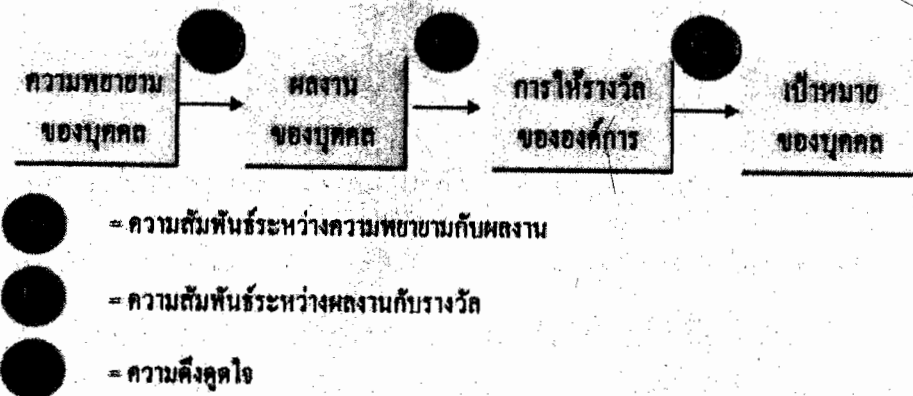 ความพยายาม
ของบุคคล
ผลงาน
ของบุคคล
การให้รางวัล
ขององค์การ
เป้าหมาย
ของบุคคล
= ความสัมพันธ์ระหว่างความพยายามกับผลงาน
= ความสัมพันธ์ระหว่างผลงานกับรางวัล
= ความดึงดูดใจ